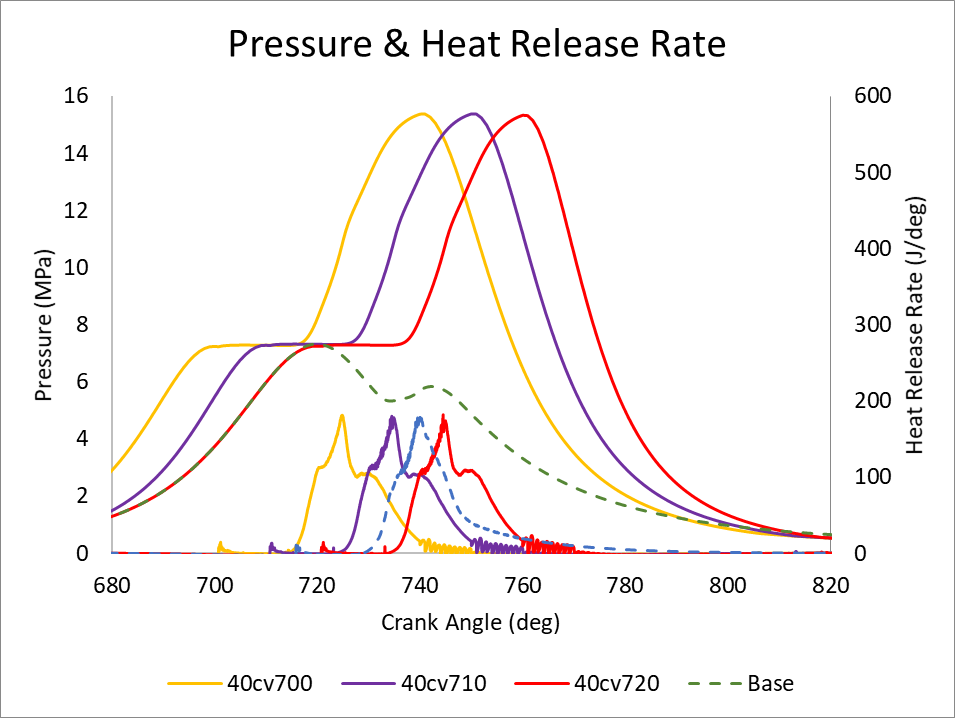 Pressure & Heat Release Rate
16
14
12
10
8
6
4
2
0
Pressure (MPa)
600
500
400
300
200
100
0
Heat Release Rate (J/deg)
680 700 720 740 760 780 800 820
Crank Angle (deg)
40cv700 40cv710 40cv720 Base